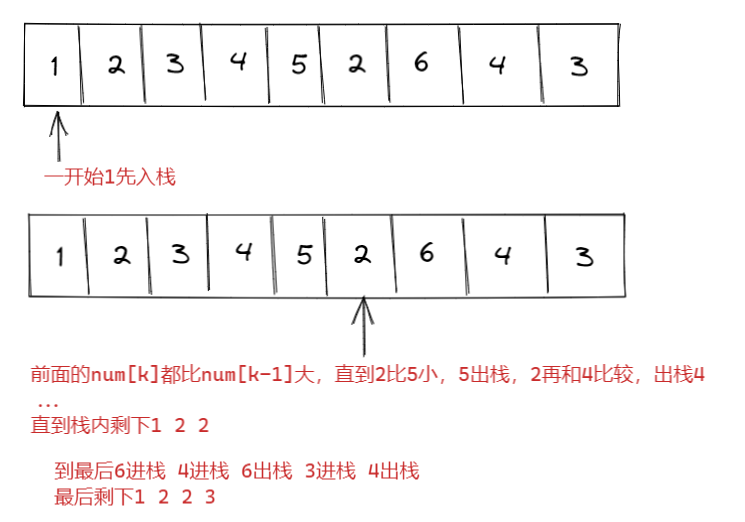 1 2 3 4 5 2 6 4 3
一开始1先入栈
1 2 3 4 5 2 6 4 3
前面的num[k]都比num[k-1]大，直到2比5小，5出栈，2再和4比较，出栈4
...
直到栈内剩下1 2 2
到最后6进栈 4进栈 6出栈 3进栈 4出栈
最后剩下1 2 2 3